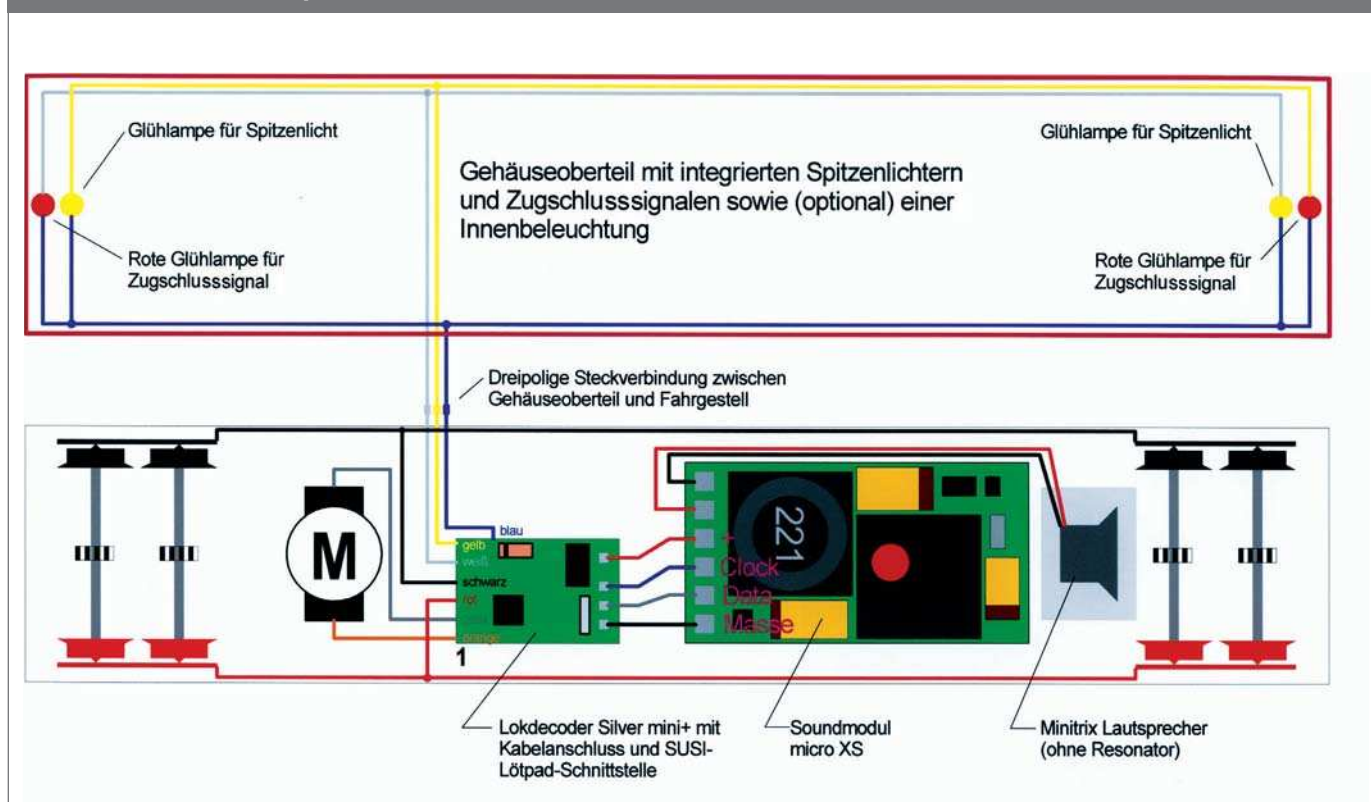 Glühlampe für Spitzenlicht
Rote Glühlampe für
Zugschlusssignal
Gehäuseoberteil mit integrierten Spitzenlichtern
und Zugschlusssignalen sowie (optional) einer
Innenbeleuchtung
Glühlampe für Spitzenlicht
Rote Glühlampe für
Zugschlusssignal
Dreipolige Steckverbindung zwischen
Gehäuseoberteil und Fahrgestell
M
blau
gelb
weiß
schwarz
rot
orange
1
221
+
Clock
Data
Masse
Lokdecoder Silver mini+ mit
Kabelanschluss und SUSI-
Lötpad-Schnittstelle
Soundmodul
micro XS
Minitrix Lautsprecher
(ohne Resonator)